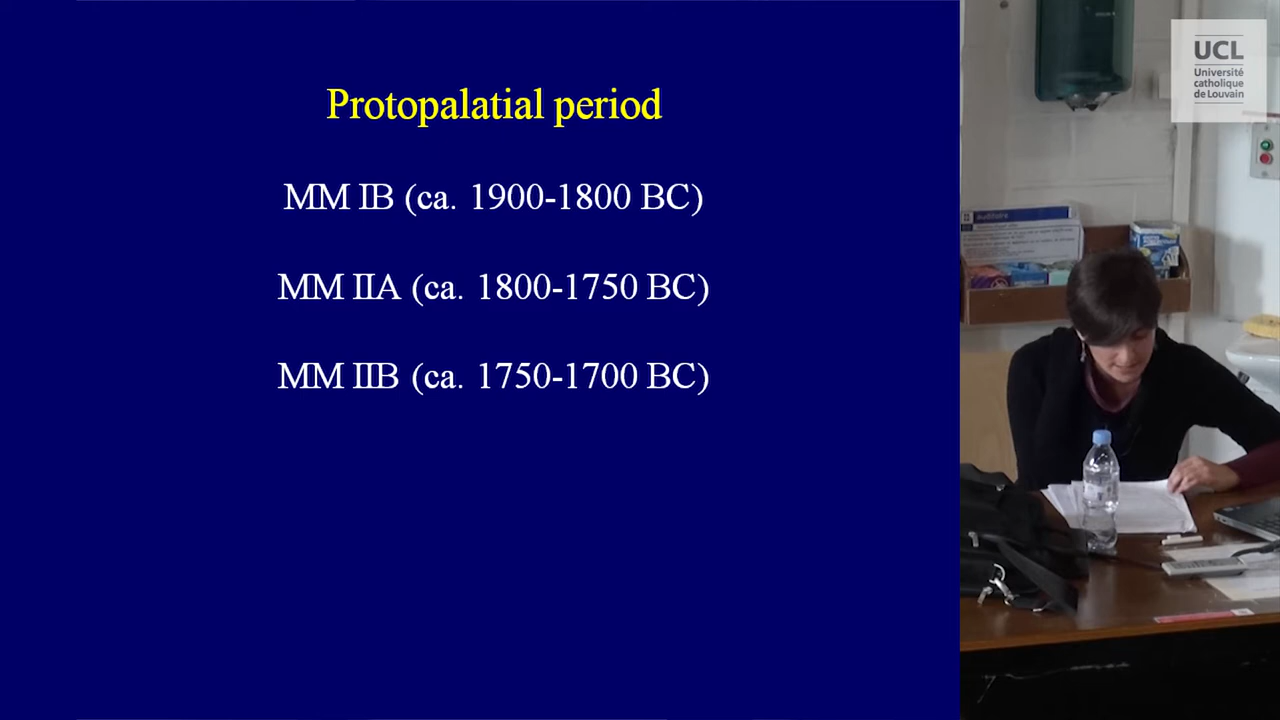 Protopalatial period
MM IB (ca. 1900-1800 BC)
MM IIA (ca. 1800-1750 BC)
MM IIB (ca. 1750-1700 BC)
UCL
Université
catholique
de Louvain
Auditoire